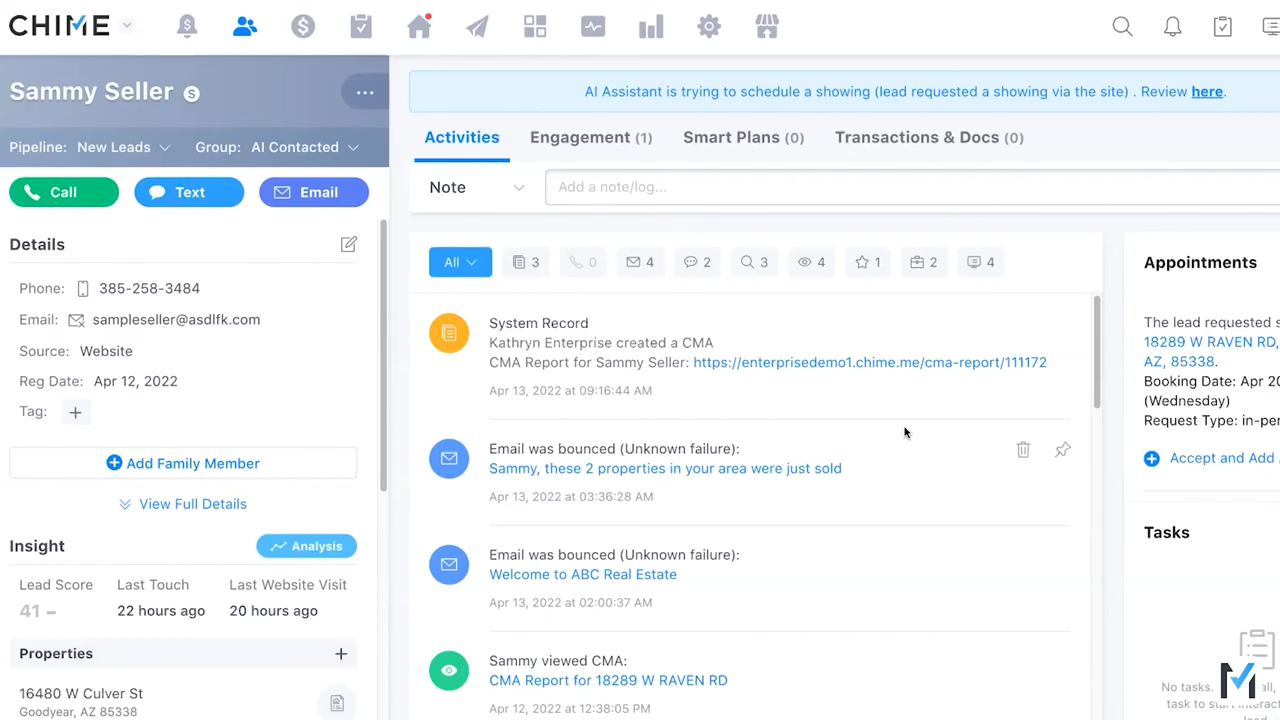 CHIME
Sammy Seller S
Pipeline: New Leads
Group: AI Contacted
Call
Text
Email
Details
Phone: 385-258-3484
Email: sampleseller@asdlfk.com
Source: Website
Reg Date: Apr 12, 2022
Tag:
Add Family Member
View Full Details
Insight
Analysis
Lead Score
Last Touch
Last Website Visit
41 –
22 hours ago
20 hours ago
Properties
16480 W Culver St
Goodyear, AZ 85338
AI Assistant is trying to schedule a showing (lead requested a showing via the site) . Review here.
Activities
Engagement (1)
Smart Plans (0)
Transactions & Docs (0)
Note
Add a note/log...
All
3
0
4
2
3
4
1
2
4
System Record
Kathryn Enterprise created a CMA
CMA Report for Sammy Seller: https://enterprisedemo1.chime.me/cma-report/111172
Apr 13, 2022 at 09:16:44 AM
Email was bounced (Unknown failure):
Sammy, these 2 properties in your area were just sold
Apr 13, 2022 at 03:36:28 AM
Email was bounced (Unknown failure):
Welcome to ABC Real Estate
Apr 13, 2022 at 02:00:37 AM
Sammy viewed CMA:
CMA Report for 18289 W RAVEN RD
Apr 12, 2022 at 12:38:05 PM
Appointments
The lead requested
18289 W RAVEN RD,
AZ, 85338.
Booking Date: Apr 20
(Wednesday)
Request Type: in-per
Accept and Add
Tasks
No tasks. all,
task to start interac
lead